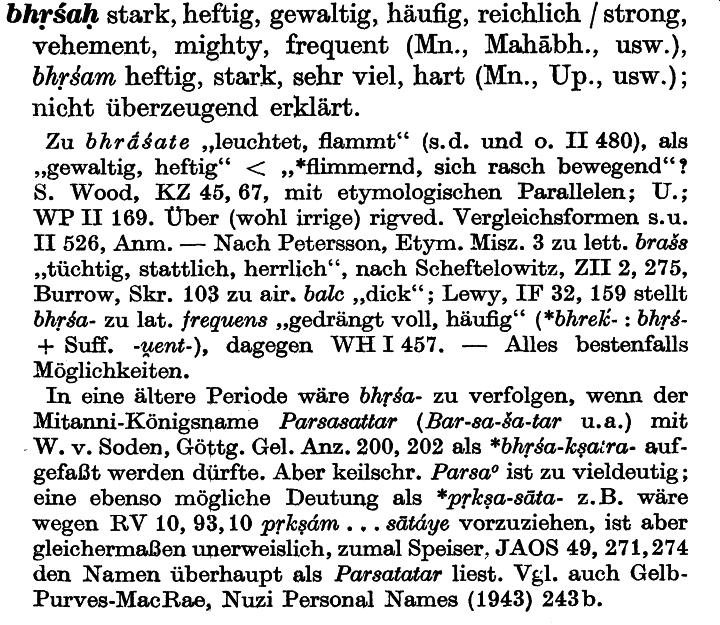 bhṛśaḥ stark, heftig, gewaltig, häufig, reichlich / strong,
vehement, mighty, frequent (Mn., Mahābh., usw.),
bhṛśam heftig, stark, sehr viel, hart (Mn., Up., usw.);
nicht überzeugend erklärt.
Zu bhrā́śate „leuchtet, flammt“ (s.d. und o. II 480), als
„gewaltig, heftig“ < „*flimmernd, sich rasch bewegend“?
S. Wood, KZ 45, 67, mit etymologischen Parallelen; U.;
WP II 169. Über (wohl irrige) rigved. Vergleichsformen s.u.
II 526, Anm. — Nach Petersson, Etym. Misz. 3 zu lett. brašs
„tüchtig, stattlich, herrlich“, nach Scheftelowitz, ZII 2, 275,
Burrow, Skr. 103 zu air. balc „dick“; Lewy, IF 32, 159 stellt
bhṛśa- zu lat. frequens „gedrängt voll, häufig“ (*bhreḱ- : bhṛś-
+ Suff. -u̯ent-), dagegen WH I 457. — Alles bestenfalls
Möglichkeiten.
In eine ältere Periode wäre bhṛśa- zu verfolgen, wenn der
Mitanni-Königsname Parsasattar (Bar-sa-ša-tar u.a.) mit
W. v. Soden, Göttg. Gel. Anz. 200, 202 als *bhṛśa-kṣatra- auf-
gefaßt werden dürfte. Aber keilschr. Parsa° ist zu vieldeutig;
eine ebenso mögliche Deutung als *pṛkṣa-sāta- z.B. wäre
wegen RV 10, 93,10 pṛkṣám . . . sātáye vorzuziehen, ist aber
gleichermaßen unerweislich, zumal Speiser, JAOS 49, 271,274
den Namen überhaupt als Parsatatar liest. Vgl. auch Gelb-
Purves-MacRae, Nuzi Personal Names (1943) 243b.